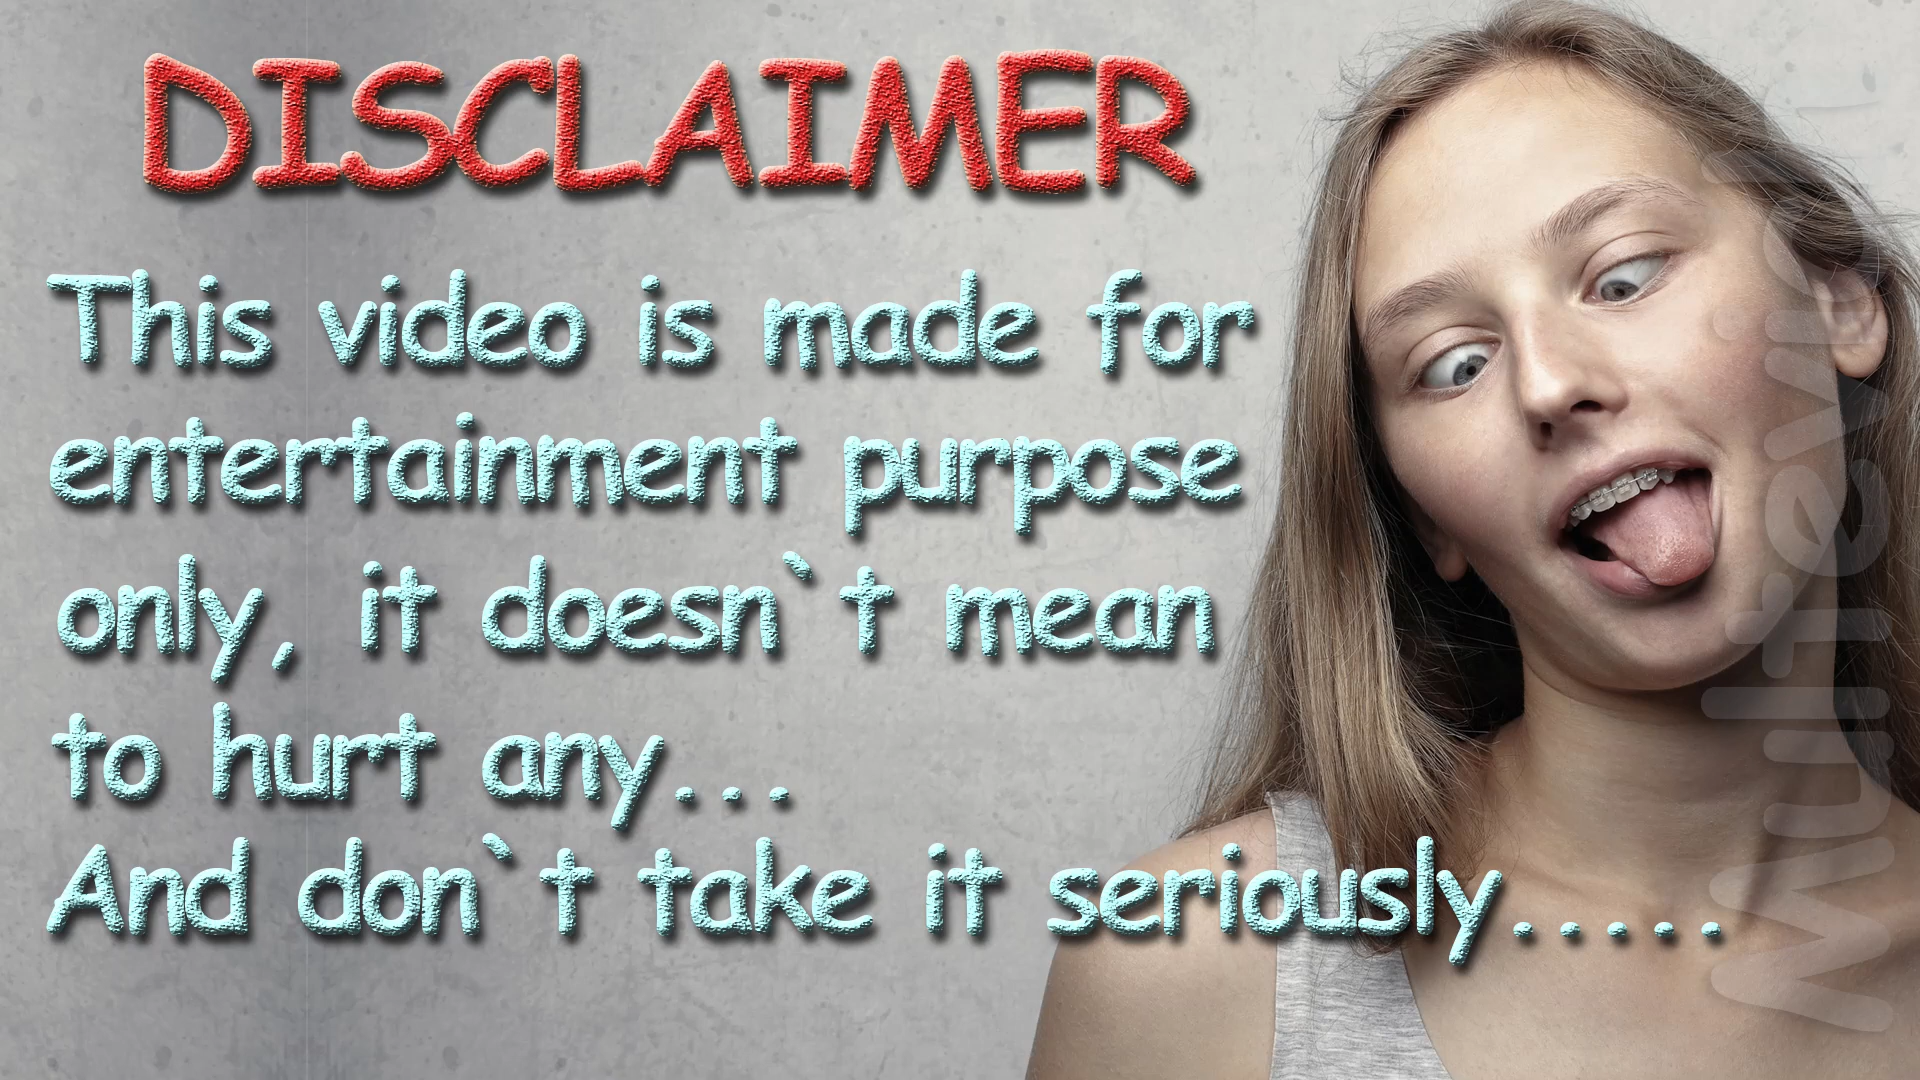 DISCLAIMER
This video is made for
entertainment purpose
only, it doesn`t mean
to hurt any...
And don`t take it seriously.....